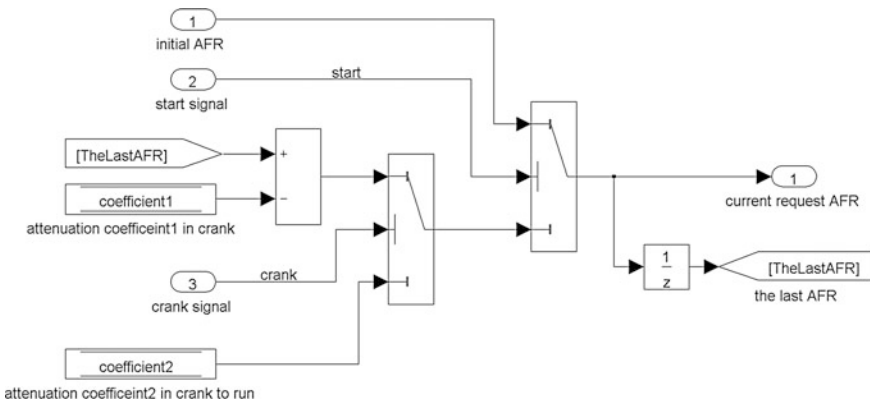 1
initial AFR
2
start signal
start
[TheLastAFR]
+
−
coefficient1
attenuation coefficeint1 in crank
3
crank signal
crank
coefficient2
attenuation coefficeint2 in crank to run
1
current request AFR
1
z
[TheLastAFR]
the last AFR